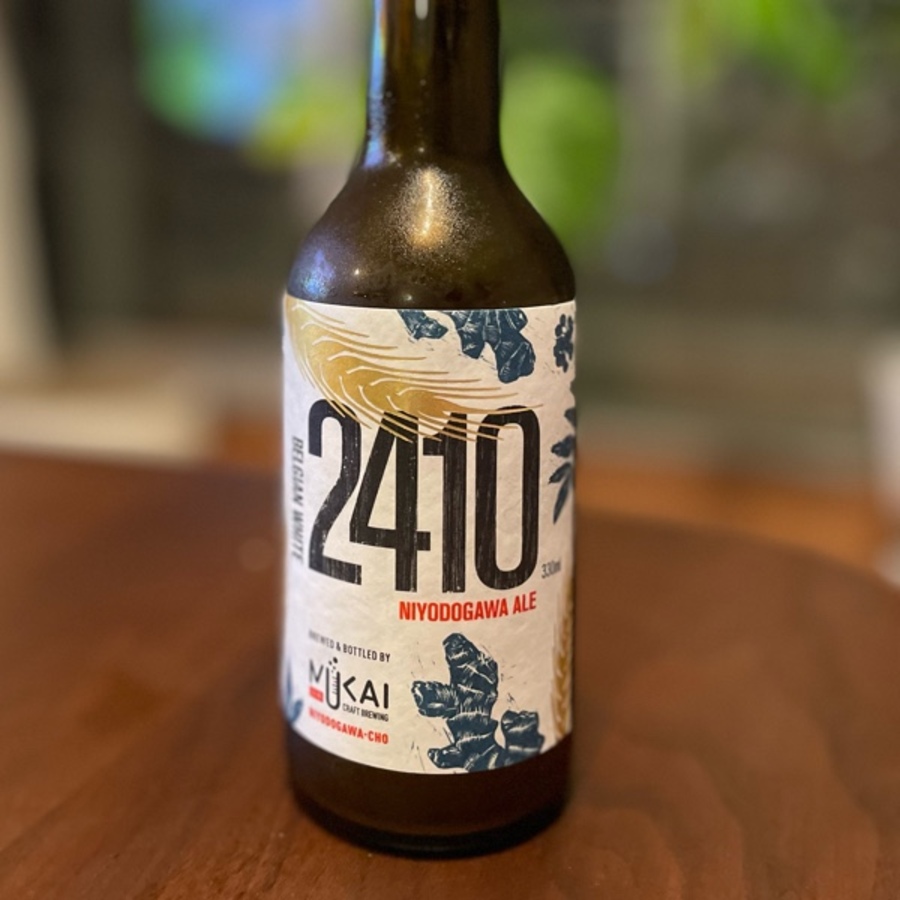 BELGIAN WHITE
2410
330ml
NIYODOGAWA ALE
BREWED & BOTTLED BY
MUKAI
CRAFT BREWING
NIYODOGAWA-CHO